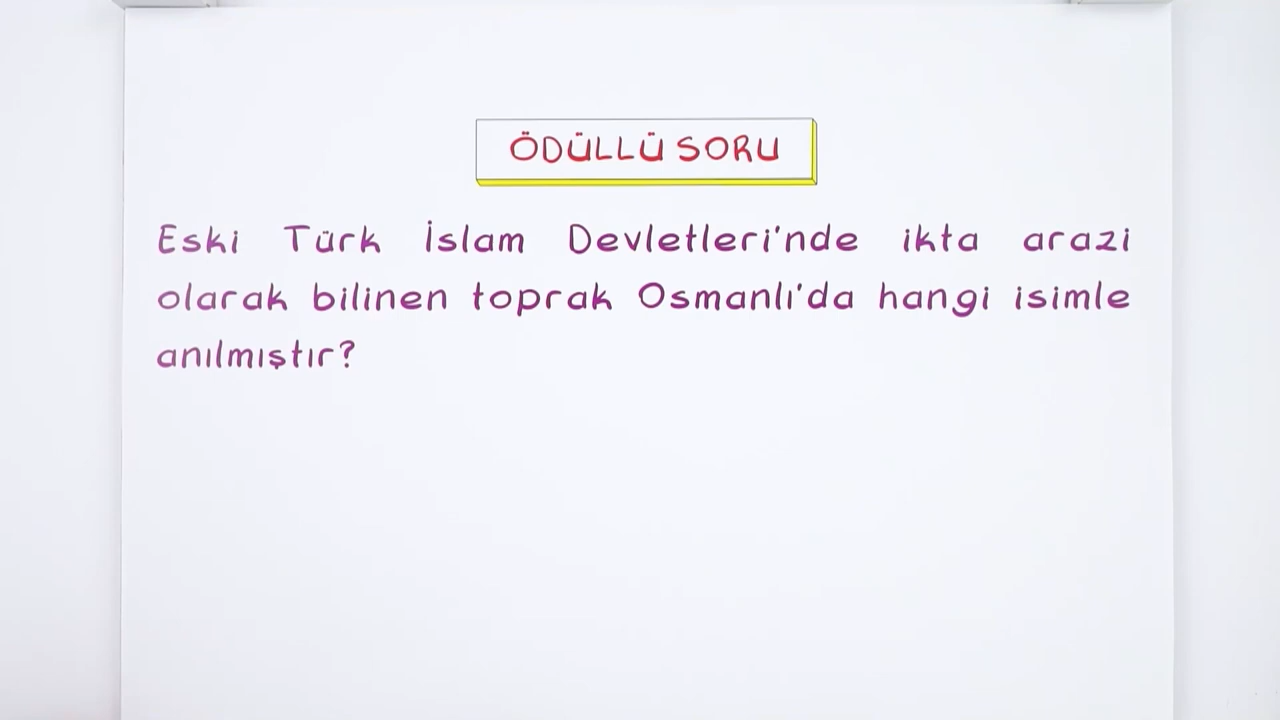 ÖDÜLLÜ SORU
Eski Türk İslam Devletleri'nde ikta arazi
olarak bilinen toprak Osmanlı'da hangi isimle
anılmıştır?